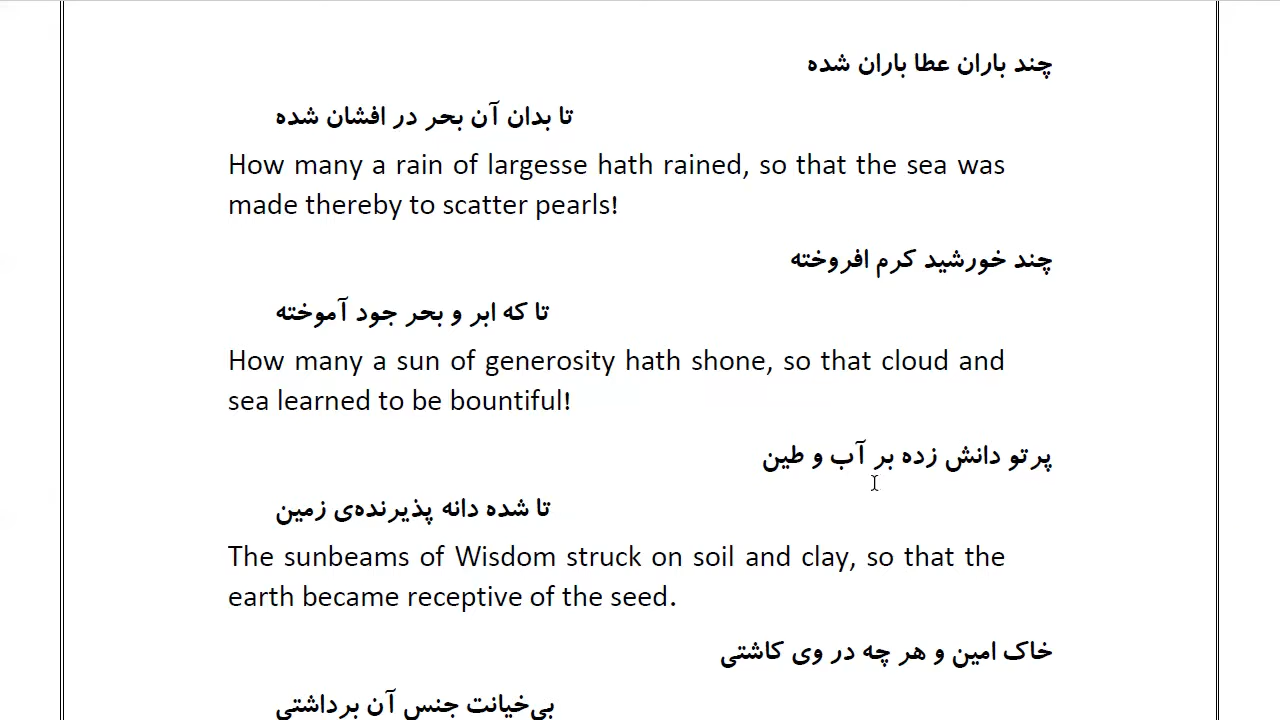 چند باران عطا باران شده
تا بدان آن بحر در افشان شده
How many a rain of largesse hath rained, so that the sea was
made thereby to scatter pearls!
چند خورشید کرم افروخته
تا که ابر و بحر جود آموخته
How many a sun of generosity hath shone, so that cloud and
sea learned to be bountiful!
پرتو دانش زده بر آب و طین
تا شده دانه پذیرنده‌ی زمین
The sunbeams of Wisdom struck on soil and clay, so that the
earth became receptive of the seed.
خاک امین و هر چه در وی کاشتی
بی‌خیانت جنس آن برداشتی